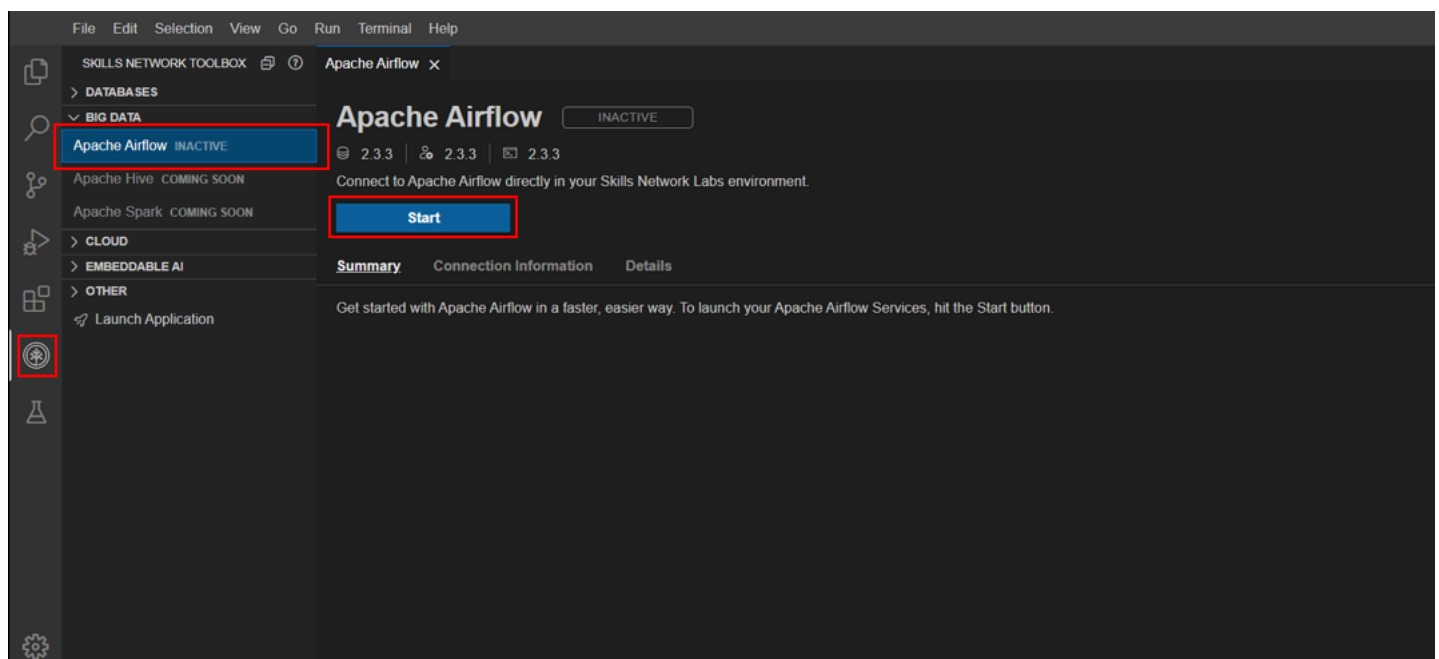 File Edit Selection View Go Run Terminal Help
SKILLS NETWORK TOOLBOX
DATABASES
BIG DATA
Apache Airflow INACTIVE
Apache Hive COMING SOON
Apache Spark COMING SOON
CLOUD
EMBEDDABLE AI
OTHER
Launch Application
Apache Airflow
Apache Airflow INACTIVE
2.3.3 2.3.3 2.3.3
Connect to Apache Airflow directly in your Skills Network Labs environment.
Start
Summary Connection Information Details
Get started with Apache Airflow in a faster, easier way. To launch your Apache Airflow Services, hit the Start button.